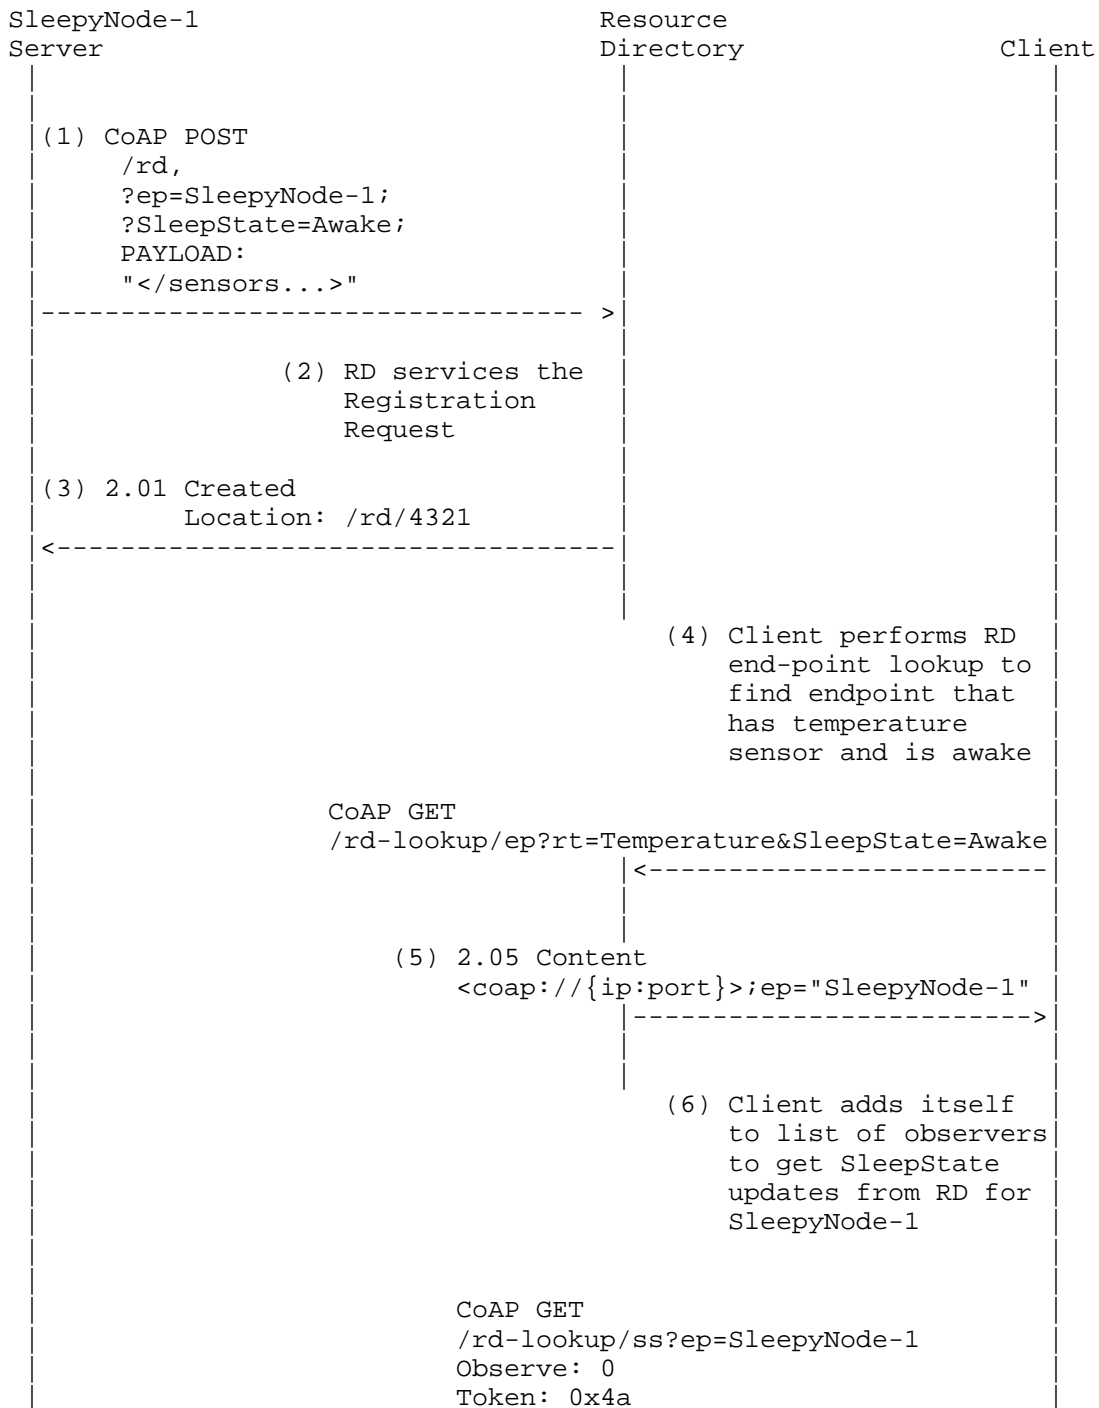 SleepyNode-1 Resource
Server Directory Client
(1) CoAP POST
/rd,
?ep=SleepyNode-1;
?SleepState=Awake;
PAYLOAD:
"</sensors...>"
---------------------------------- >
(2) RD services the
Registration
Request
(3) 2.01 Created
Location: /rd/4321
<-----------------------------------
(4) Client performs RD
end-point lookup to
find endpoint that
has temperature
sensor and is awake
CoAP GET
/rd-lookup/ep?rt=Temperature&SleepState=Awake
<-------------------------
(5) 2.05 Content
<coap://{ip:port}>;ep="SleepyNode-1"
------------------------->
(6) Client adds itself
to list of observers
to get SleepState
updates from RD for
SleepyNode-1
CoAP GET
/rd-lookup/ss?ep=SleepyNode-1
Observe: 0
Token: 0x4a